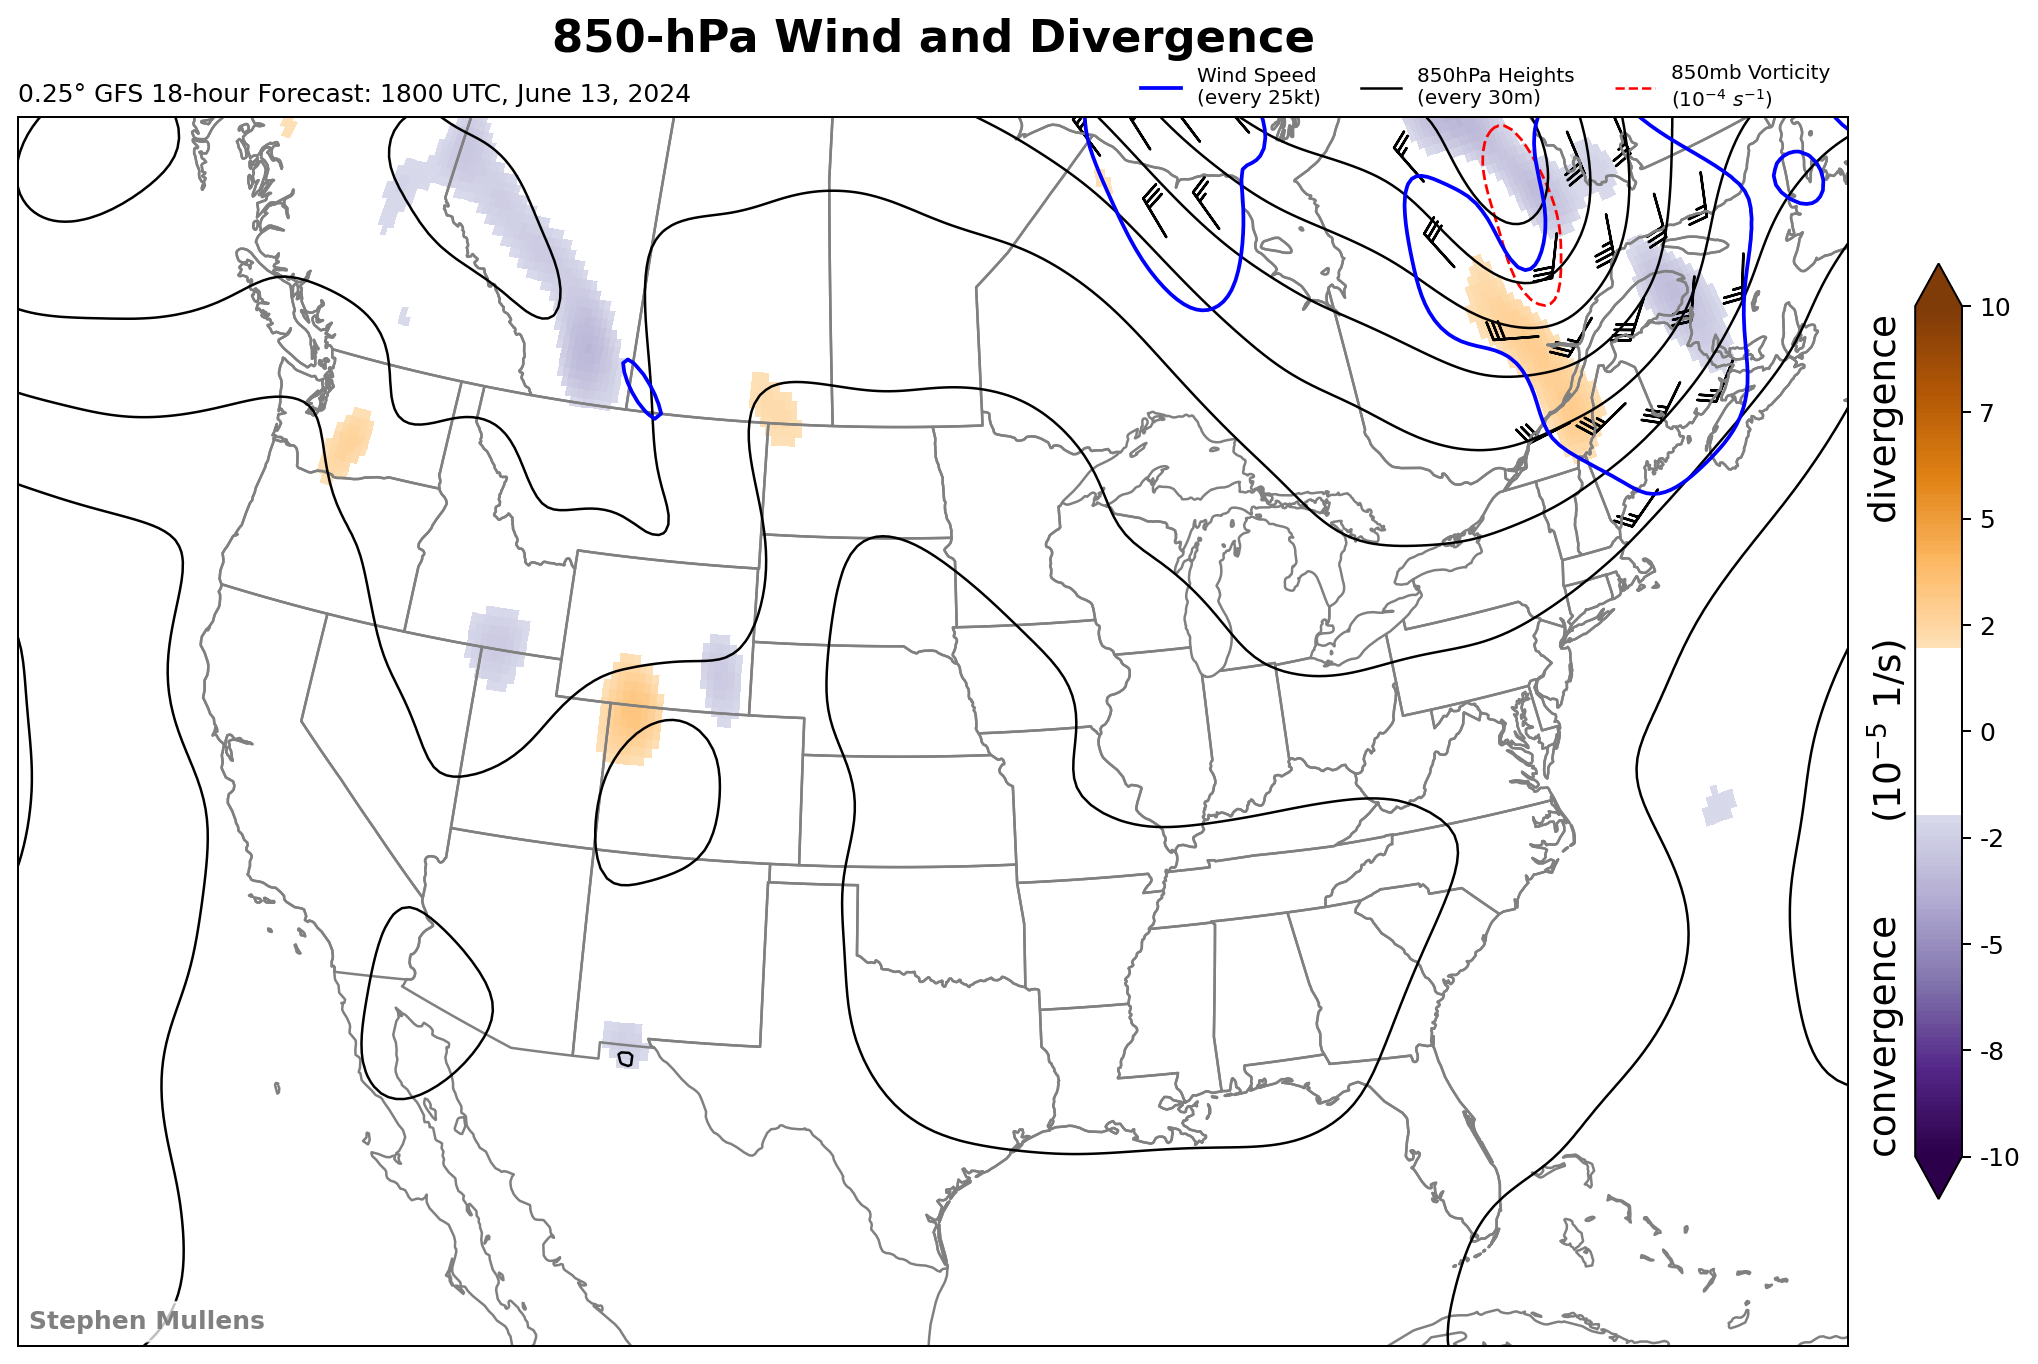 850-hPa Wind and Divergence
0.25° GFS 18-hour Forecast: 1800 UTC, June 13, 2024
Wind Speed
(every 25kt)
850hPa Heights
(every 30m)
850mb Vorticity
(10⁻⁴ s⁻¹)
10
7
5
2
0
-2
-5
-8
-10
convergence (10⁻⁵ 1/s) divergence
Stephen Mullens